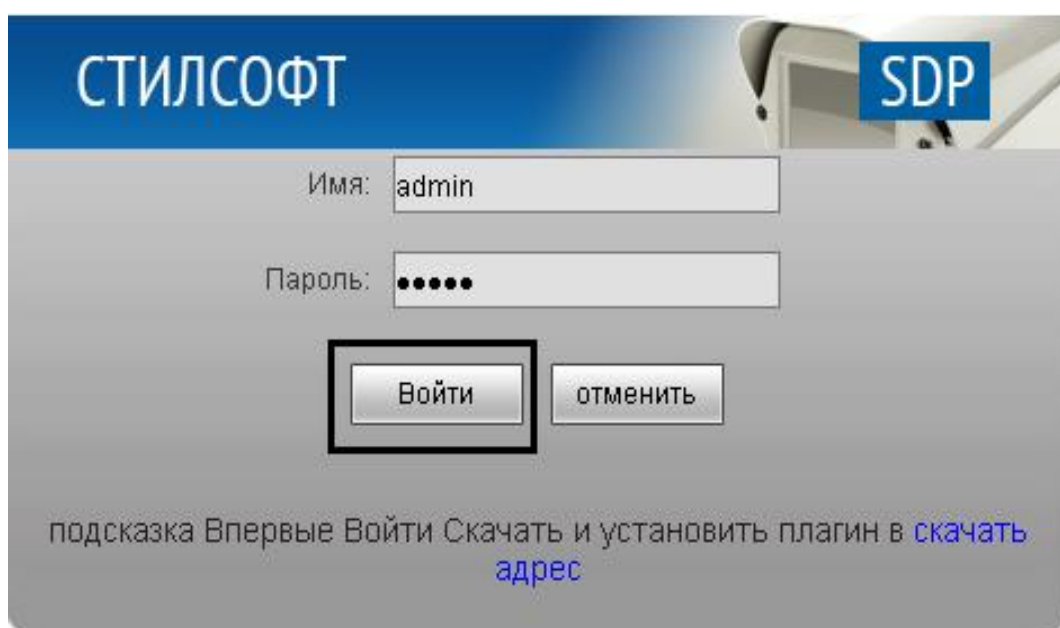 СТИЛСОФТ
SDP
Имя: admin
Пароль: •••••
Войти отменить
подсказка Впервые Войти Скачать и установить плагин в скачать
адрес